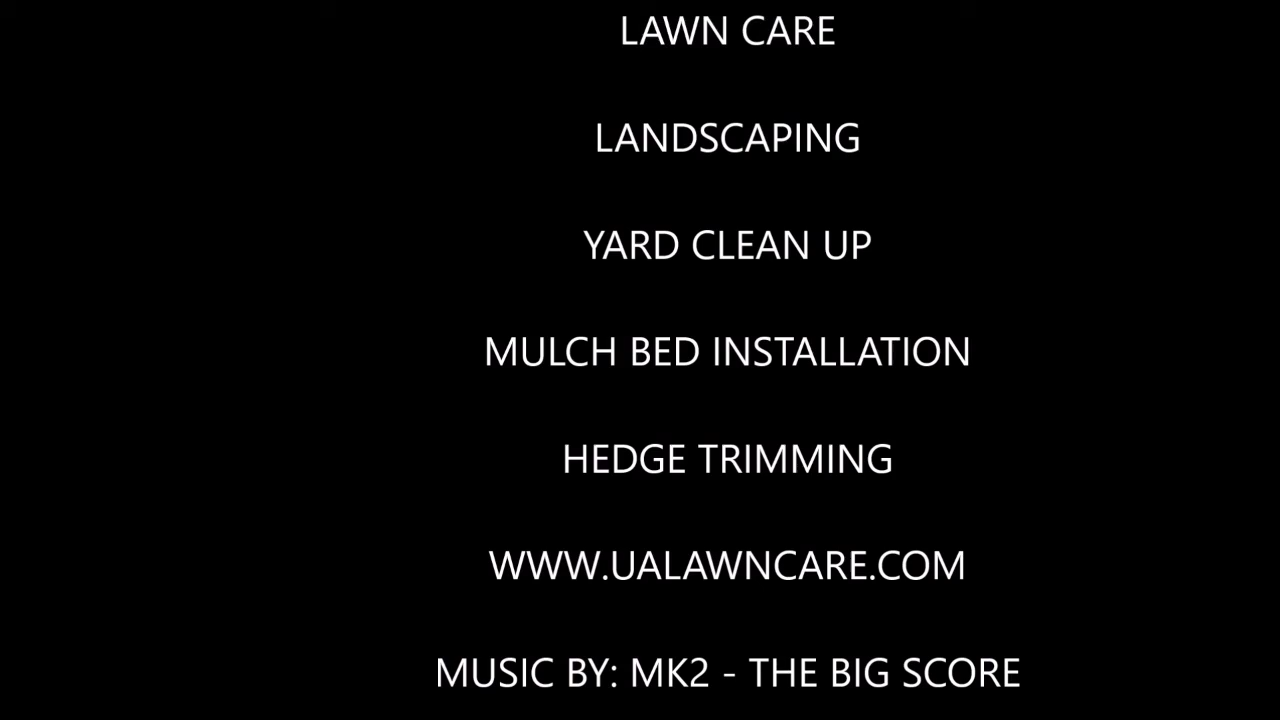 LAWN CARE
LANDSCAPING
YARD CLEAN UP
MULCH BED INSTALLATION
HEDGE TRIMMING
WWW.UALAWNCARE.COM
MUSIC BY: MK2 - THE BIG SCORE